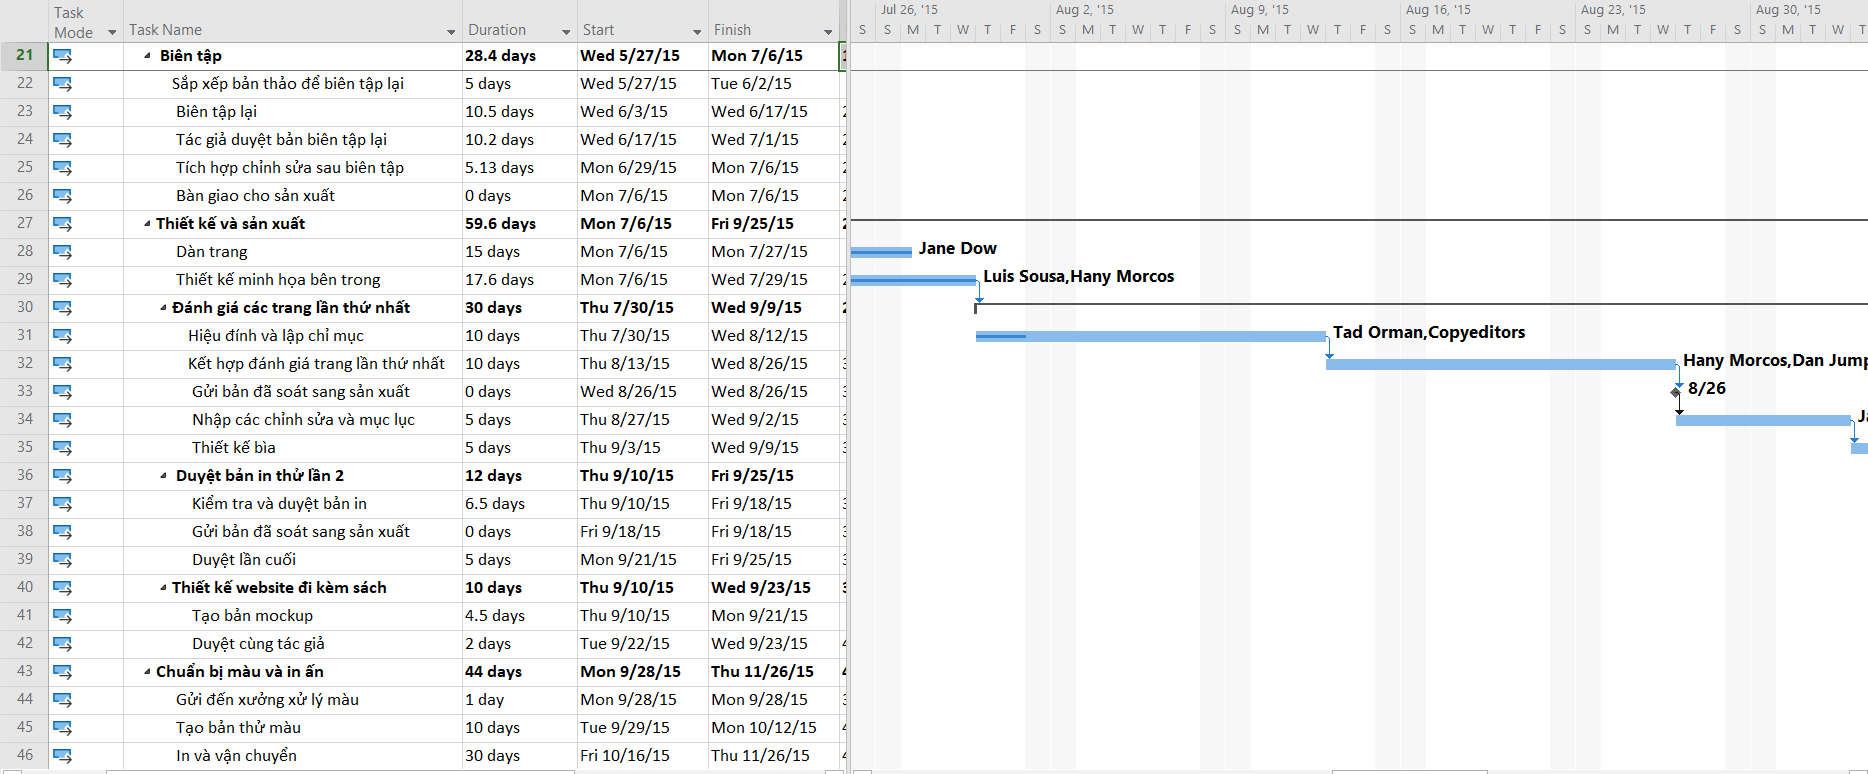 Task Mode Task Name Duration Start Finish
Jul 26, '15 Aug 2, '15 Aug 9, '15 Aug 16, '15 Aug 23, '15 Aug 30, '15
S S M T W T F S S M T W T F S S M T W T F S S M T W T F S S M T W T F S S M T W T
21 Biên tập 28.4 days Wed 5/27/15 Mon 7/6/15
22 Sắp xếp bản thảo để biên tập lại 5 days Wed 5/27/15 Tue 6/2/15
23 Biên tập lại 10.5 days Wed 6/3/15 Wed 6/17/15
24 Tác giả duyệt bản biên tập lại 10.2 days Wed 6/17/15 Wed 7/1/15
25 Tích hợp chỉnh sửa sau biên tập 5.13 days Mon 6/29/15 Mon 7/6/15
26 Bàn giao cho sản xuất 0 days Mon 7/6/15 Mon 7/6/15
27 Thiết kế và sản xuất 59.6 days Mon 7/6/15 Fri 9/25/15
28 Dàn trang 15 days Mon 7/6/15 Mon 7/27/15 Jane Dow
29 Thiết kế minh họa bên trong 17.6 days Mon 7/6/15 Wed 7/29/15 Luis Sousa,Hany Morcos
30 Đánh giá các trang lần thứ nhất 30 days Thu 7/30/15 Wed 9/9/15
31 Hiệu đính và lập chỉ mục 10 days Thu 7/30/15 Wed 8/12/15 Tad Orman,Copyeditors
32 Kết hợp đánh giá trang lần thứ nhất 10 days Thu 8/13/15 Wed 8/26/15 Hany Morcos,Dan Jump
33 Gửi bản đã soát sang sản xuất 0 days Wed 8/26/15 Wed 8/26/15 8/26
34 Nhập các chỉnh sửa và mục lục 5 days Thu 8/27/15 Wed 9/2/15
35 Thiết kế bìa 5 days Thu 9/3/15 Wed 9/9/15
36 Duyệt bản in thử lần 2 12 days Thu 9/10/15 Fri 9/25/15
37 Kiểm tra và duyệt bản in 6.5 days Thu 9/10/15 Fri 9/18/15
38 Gửi bản đã soát sang sản xuất 0 days Fri 9/18/15 Fri 9/18/15
39 Duyệt lần cuối 5 days Mon 9/21/15 Fri 9/25/15
40 Thiết kế website đi kèm sách 10 days Thu 9/10/15 Wed 9/23/15
41 Tạo bản mockup 4.5 days Thu 9/10/15 Mon 9/21/15
42 Duyệt cùng tác giả 2 days Tue 9/22/15 Wed 9/23/15
43 Chuẩn bị màu và in ấn 44 days Mon 9/28/15 Thu 11/26/15
44 Gửi đến xưởng xử lý màu 1 day Mon 9/28/15 Mon 9/28/15
45 Tạo bản thử màu 10 days Tue 9/29/15 Mon 10/12/15
46 In và vận chuyển 30 days Fri 10/16/15 Thu 11/26/15